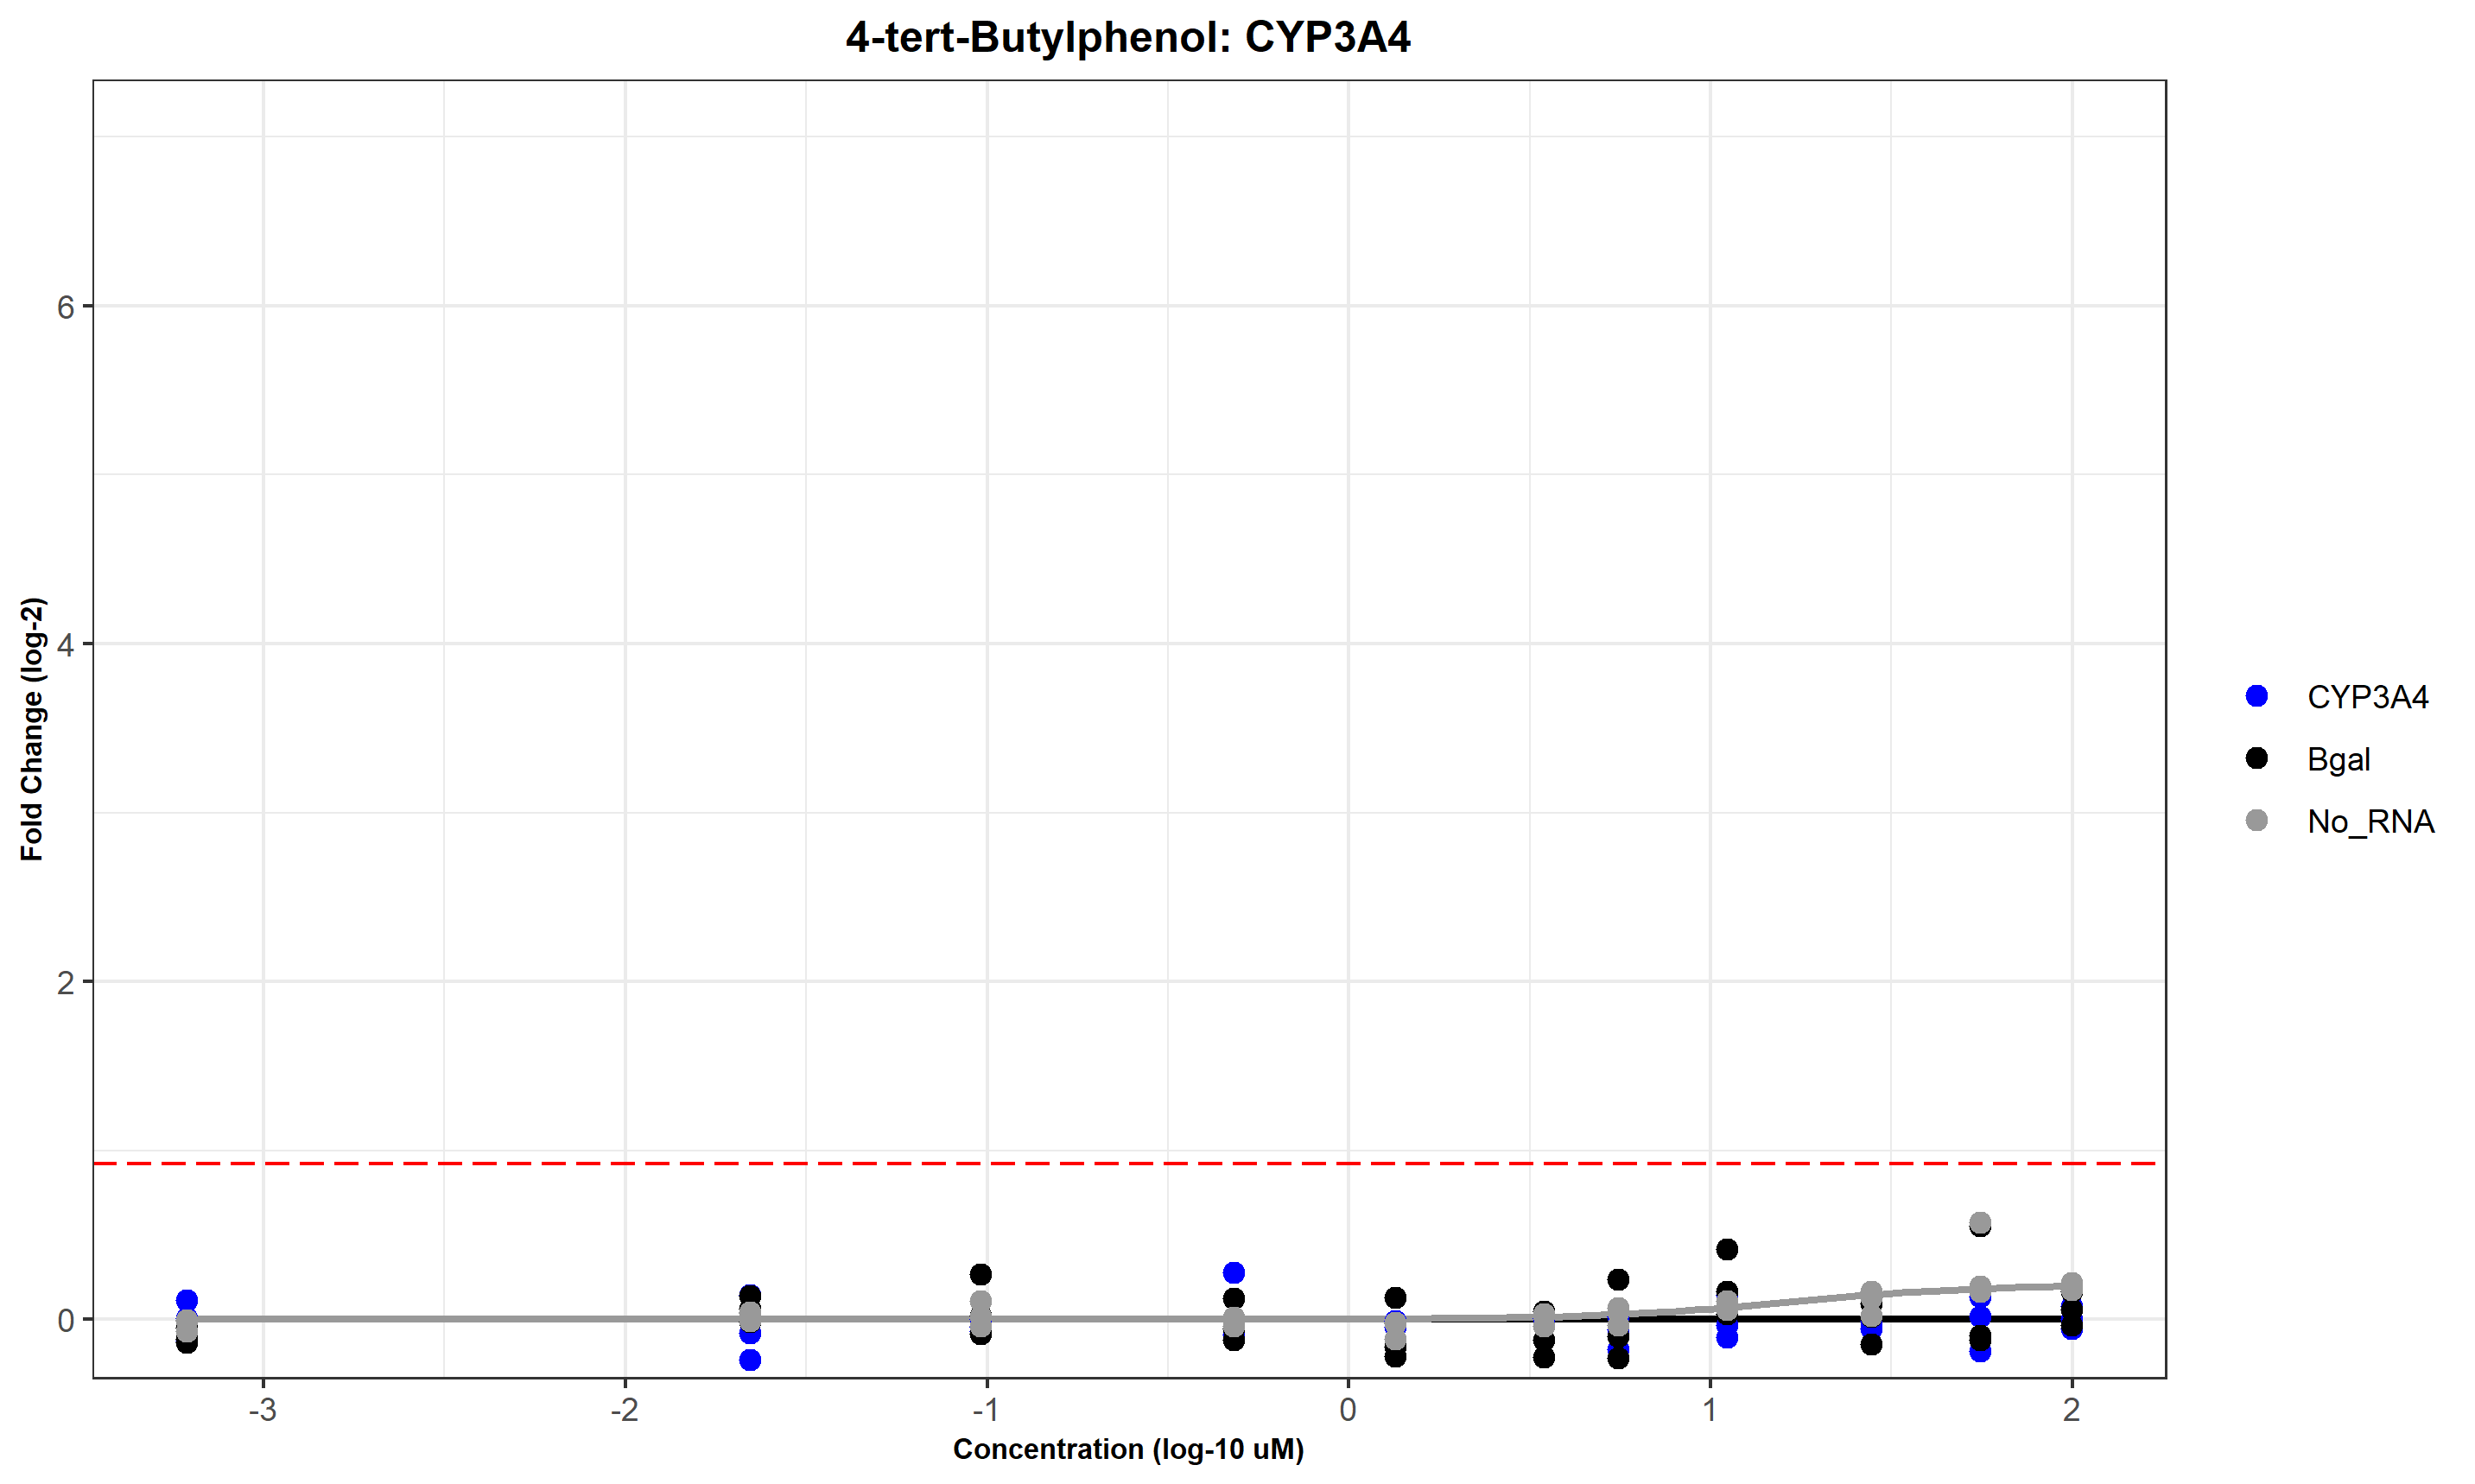 4-tert-Butylphenol: CYP3A4
Fold Change (log-2)
6
4
2
0
-3
-2
-1
0
1
2
Concentration (log-10 uM)
CYP3A4
Bgal
No_RNA